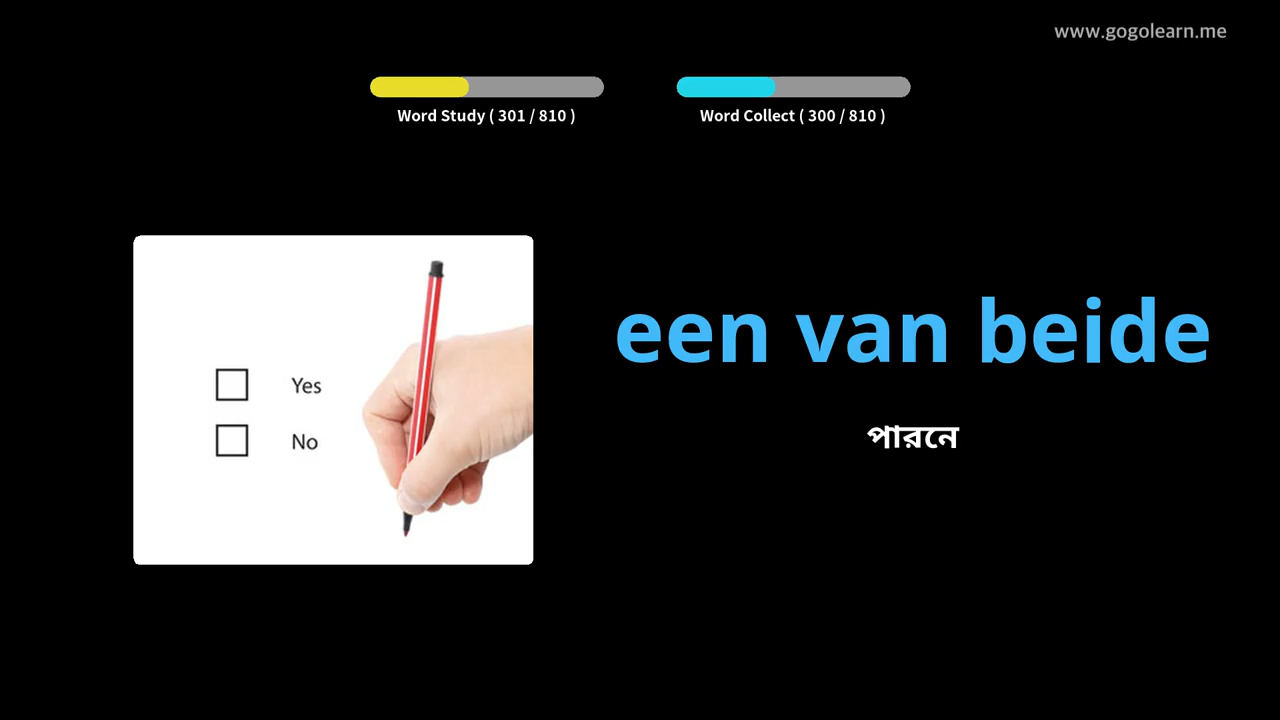 www.gogolearn.me
Word Study ( 301 / 810 )
Word Collect ( 300 / 810 )
Yes
No
een van beide
পারনে